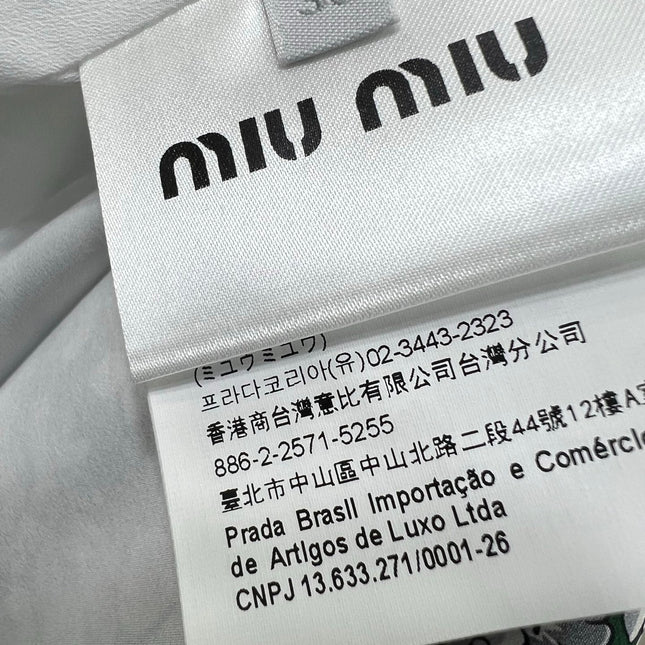 miu miu
(ミュウミュウ)
프라다코리아(유)02-3443-2323
香港商台灣意比有限公司台灣分公司
886-2-2571-5255
臺北市中山區中山北路二段44號12樓A室
Prada Brasil Importação e Comércio
de Artigos de Luxo Ltda
CNPJ 13.633.271/0001-26